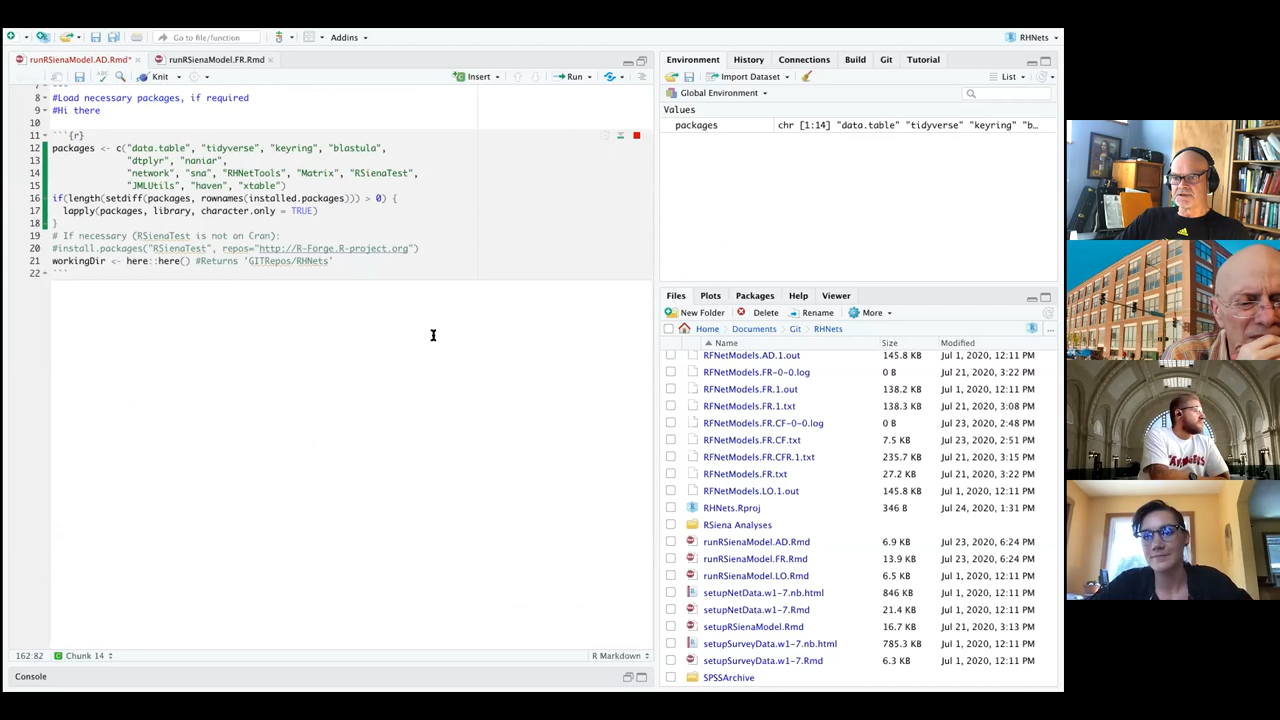 Go to file/function
Addins
RHNets
runRSienaModel.AD.Rmd*
runRSienaModel.FR.Rmd
Knit
Insert
Run
7 ---
8 #Load necessary packages, if required
9 #Hi there
10
11 ```{r}
12 packages <- c("data.table", "tidyverse", "keyring", "blastula",
13 "dtplyr", "naniar",
14 "network", "sna", "RHNetTools", "Matrix", "RSienaTest",
15 "JMLUtils", "haven", "xtable")
16 if(length(setdiff(packages, rownames(installed.packages))) > 0) {
17 lapply(packages, library, character.only = TRUE)
18 }
19 # If necessary (RSienaTest is not on Cran):
20 #install.packages("RSienaTest", repos="http://R-Forge.R-project.org")
21 workingDir <- here::here() #Returns 'GITRepos/RHNets'
22 ```
162:82 Chunk 14 R Markdown
Console
Environment History Connections Build Git Tutorial
Import Dataset List
Global Environment
Values
packages chr [1:14] "data.table" "tidyverse" "keyring" "b…
Files Plots Packages Help Viewer
New Folder Delete Rename More
Home Documents Git RHNets ...
Name Size Modified
RFNetModels.AD.1.out 145.8 KB Jul 1, 2020, 12:11 PM
RFNetModels.FR-0-0.log 0 B Jul 21, 2020, 3:22 PM
RFNetModels.FR.1.out 138.2 KB Jul 1, 2020, 12:11 PM
RFNetModels.FR.1.txt 138.3 KB Jul 21, 2020, 3:08 PM
RFNetModels.FR.CF-0-0.log 0 B Jul 23, 2020, 2:48 PM
RFNetModels.FR.CF.txt 7.5 KB Jul 23, 2020, 2:51 PM
RFNetModels.FR.CFR.1.txt 235.7 KB Jul 21, 2020, 3:15 PM
RFNetModels.FR.txt 27.2 KB Jul 21, 2020, 3:22 PM
RFNetModels.LO.1.out 145.8 KB Jul 1, 2020, 12:11 PM
RHNets.Rproj 346 B Jul 24, 2020, 1:31 PM
RSiena Analyses
runRSienaModel.AD.Rmd 6.9 KB Jul 23, 2020, 6:24 PM
runRSienaModel.FR.Rmd 13.9 KB Jul 23, 2020, 6:24 PM
runRSienaModel.LO.Rmd 6.5 KB Jul 1, 2020, 12:11 PM
setupNetData.w1-7.nb.html 846 KB Jul 1, 2020, 12:11 PM
setupNetData.w1-7.Rmd 21.4 KB Jul 1, 2020, 12:11 PM
setupRSienaModel.Rmd 16.7 KB Jul 21, 2020, 3:13 PM
setupSurveyData.w1-7.nb.html 785.3 KB Jul 1, 2020, 12:11 PM
setupSurveyData.w1-7.Rmd 6.3 KB Jul 1, 2020, 12:11 PM
SPSSArchive